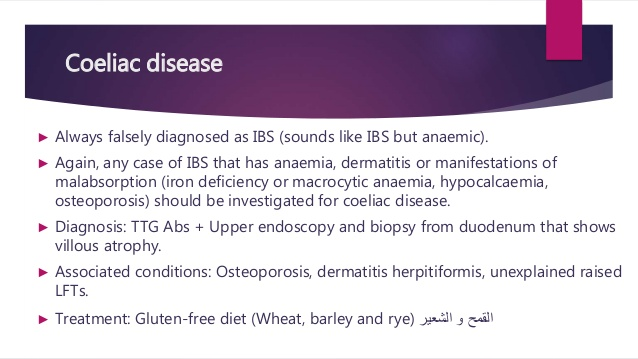 Coeliac disease
► Always falsely diagnosed as IBS (sounds like IBS but anaemic).
► Again, any case of IBS that has anaemia, dermatitis or manifestations of
malabsorption (iron deficiency or macrocytic anaemia, hypocalcaemia,
osteoporosis) should be investigated for coeliac disease.
► Diagnosis: TTG Abs + Upper endoscopy and biopsy from duodenum that shows
villous atrophy.
► Associated conditions: Osteoporosis, dermatitis herpitiformis, unexplained raised
LFTs.
► Treatment: Gluten-free diet (Wheat, barley and rye) القمح و الشعير